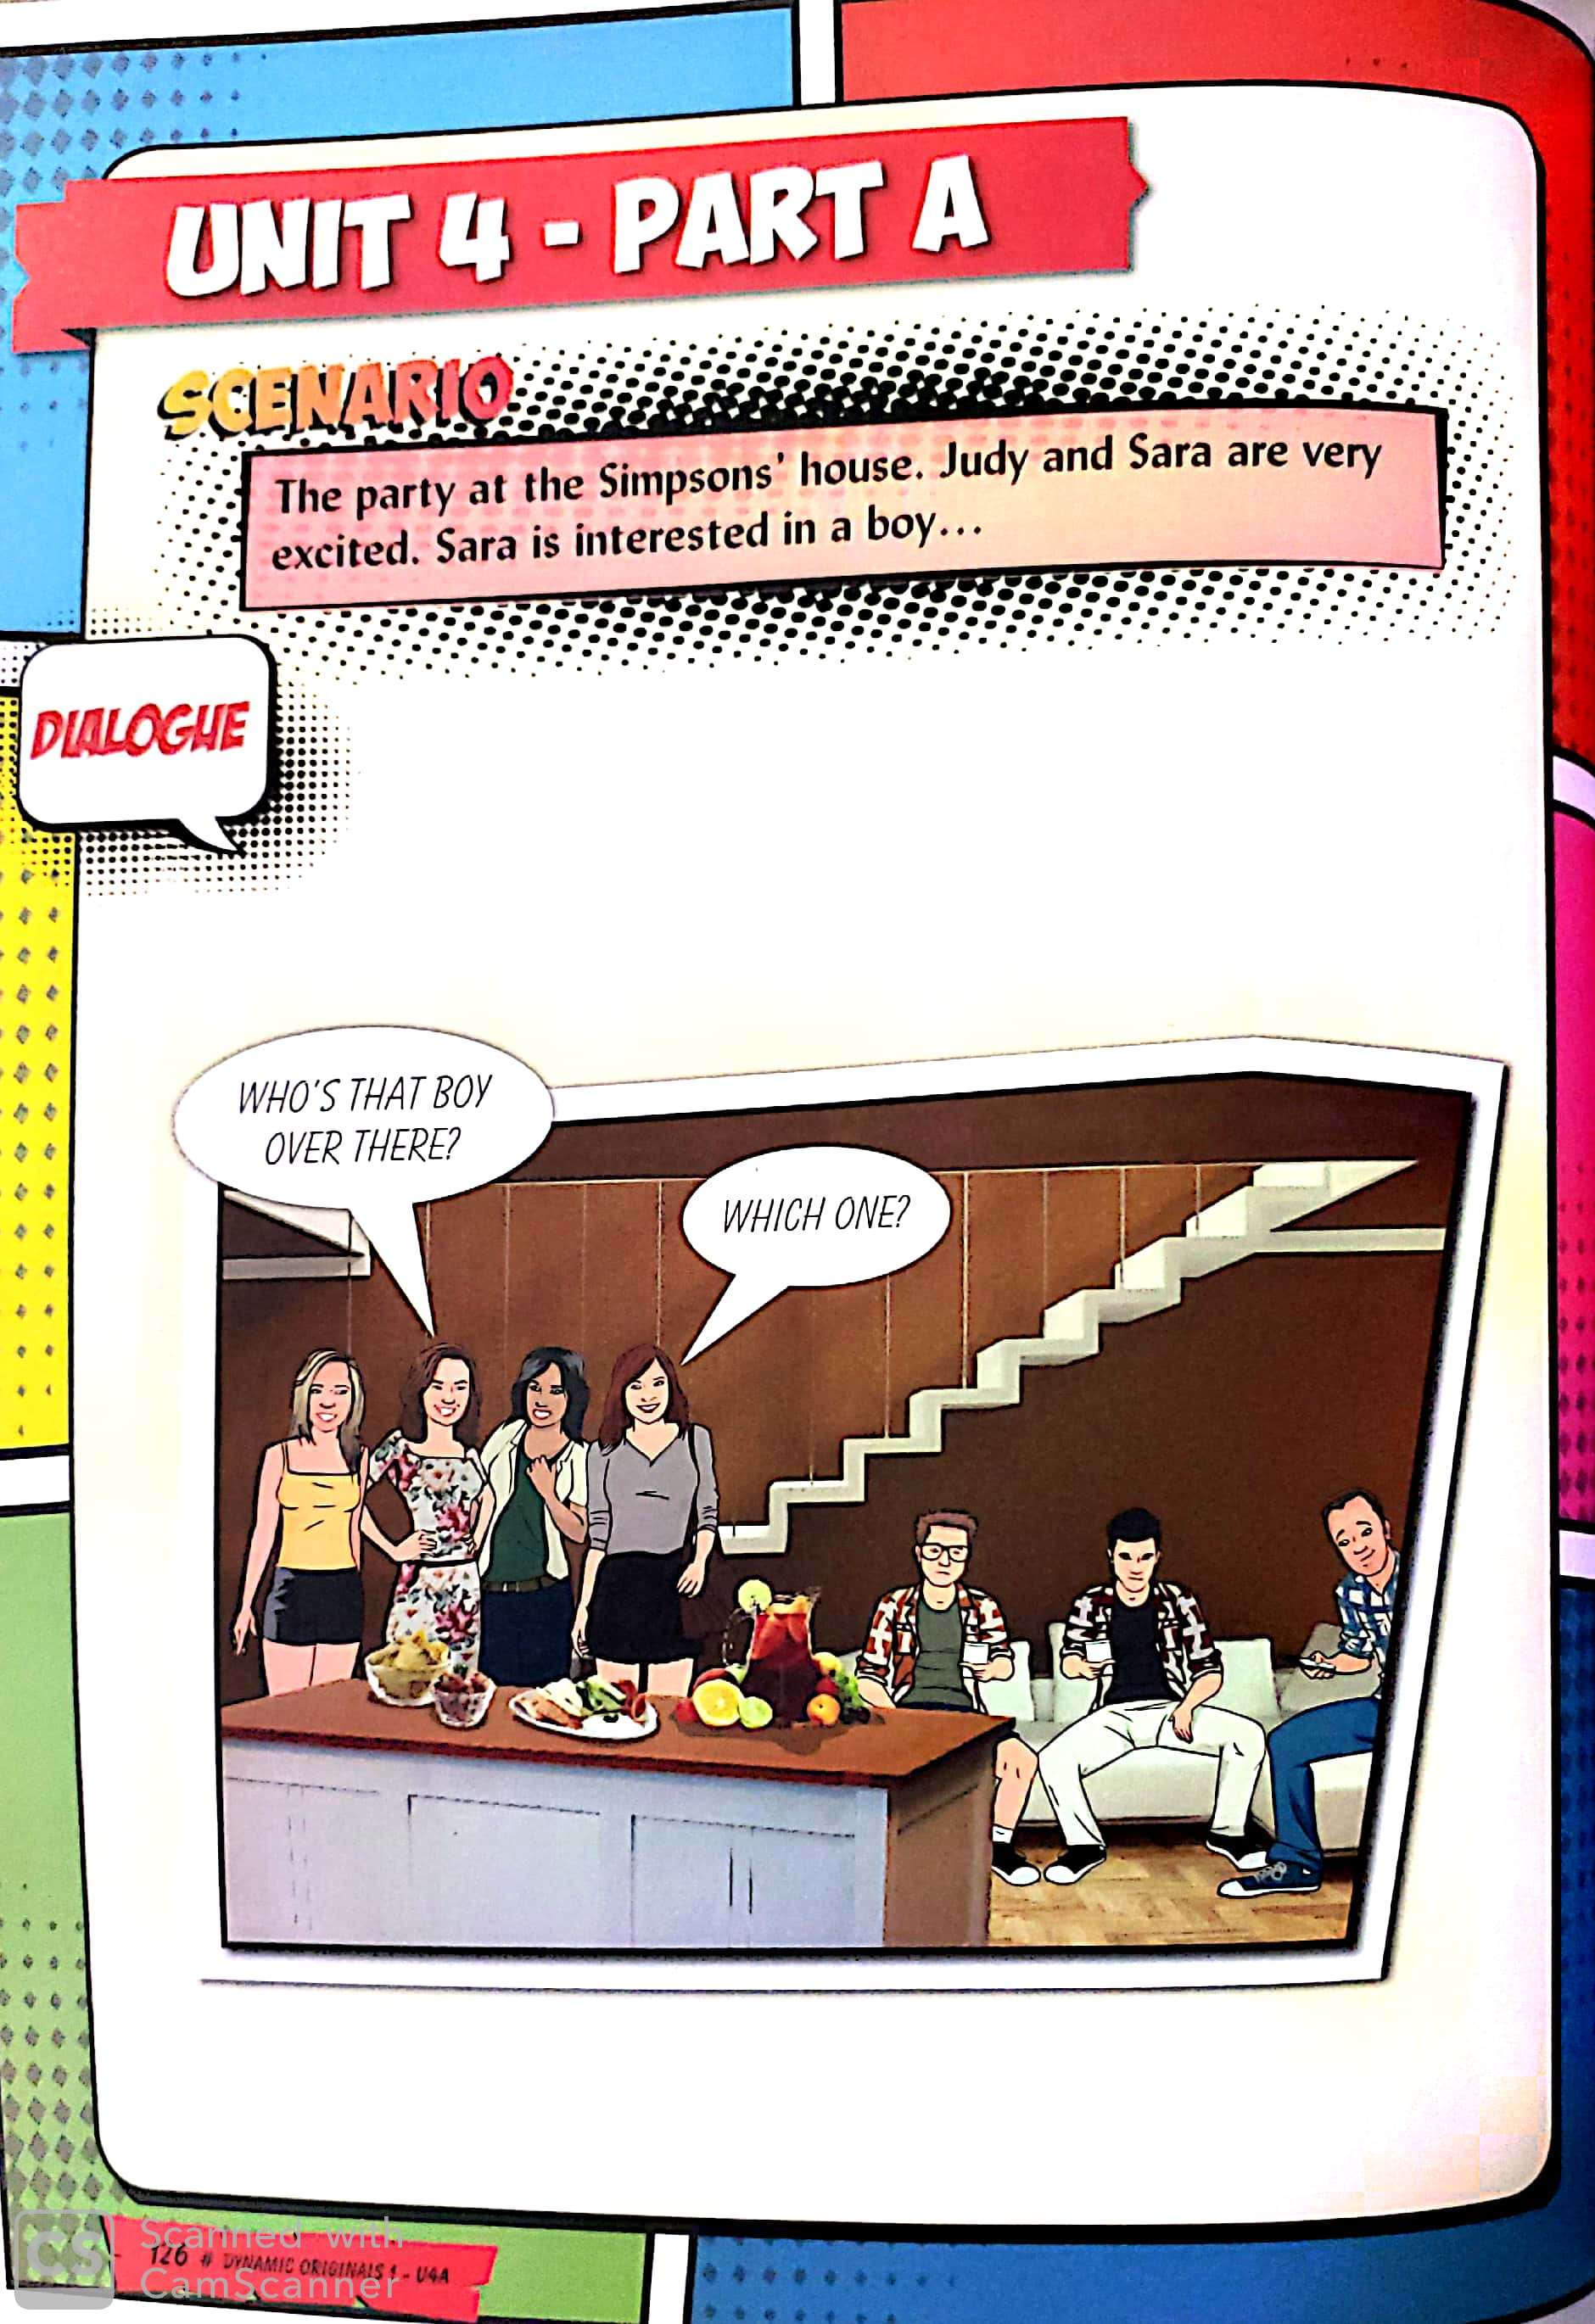 UNIT 4 - PART A
SCENARIO
The party at the Simpsons' house. Judy and Sara are very
excited. Sara is interested in a boy...
DIALOGUE
WHO'S THAT BOY
OVER THERE?
WHICH ONE?
126 # DYNAMIC ORIGINALS 1 - U4A
CS
Scanned with
CamScanner